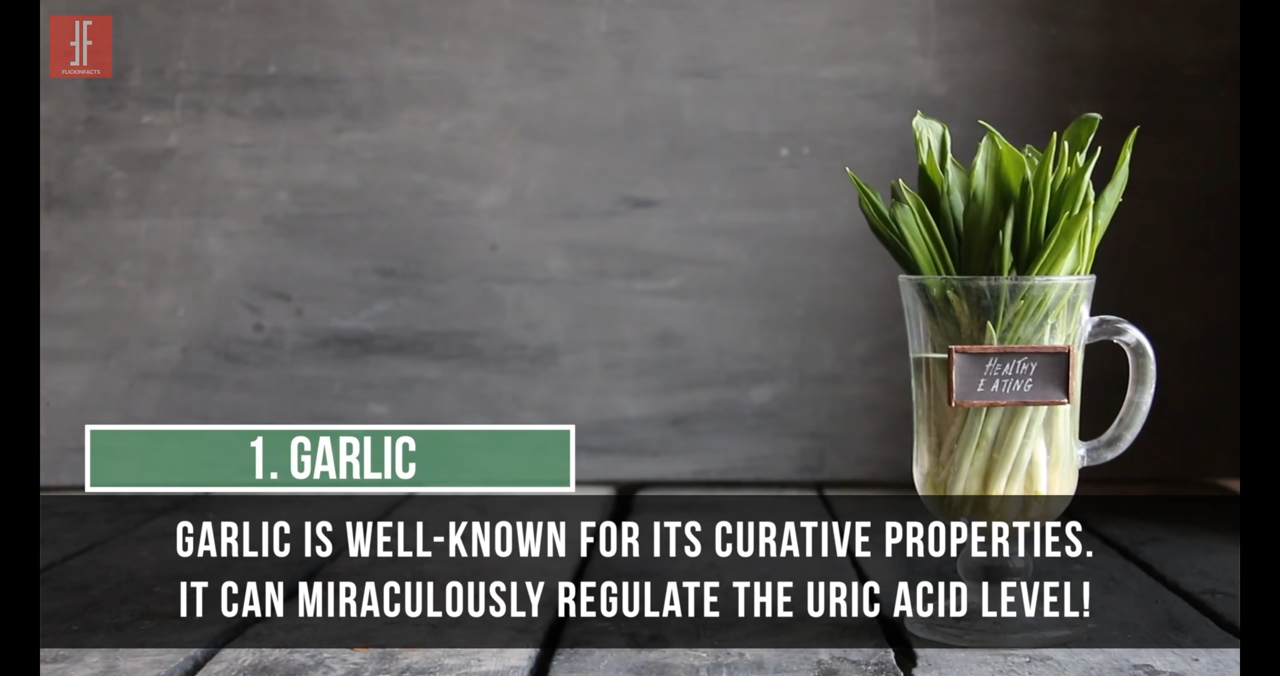 FLICKINFACTS
HEALTHY
EATING
1. GARLIC
GARLIC IS WELL-KNOWN FOR ITS CURATIVE PROPERTIES.
IT CAN MIRACULOUSLY REGULATE THE URIC ACID LEVEL!